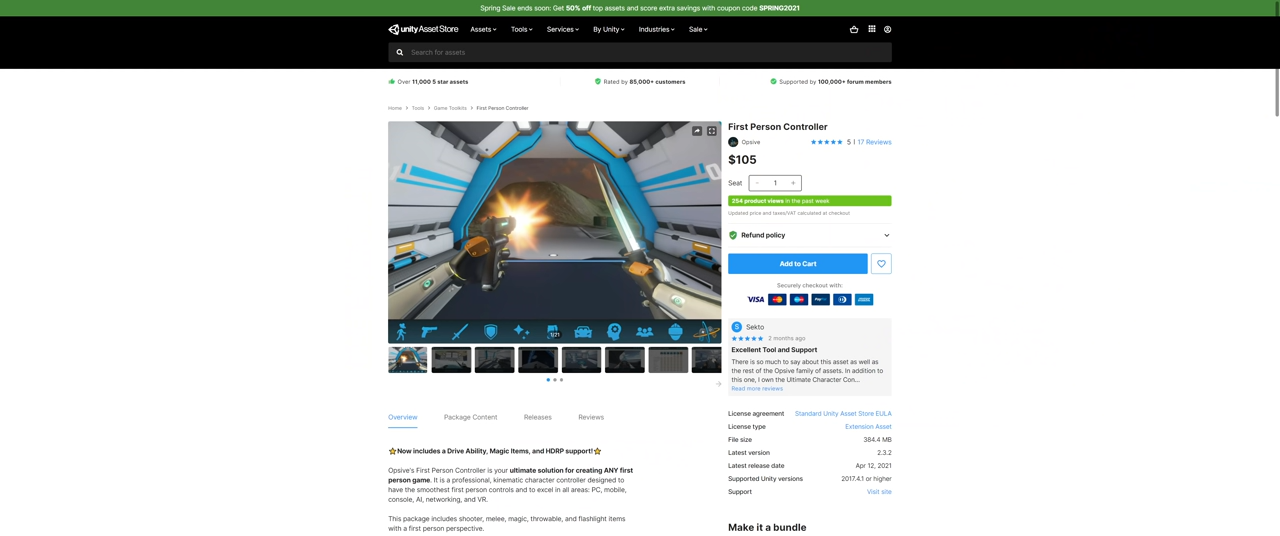 Spring Sale ends soon: Get 50% off top assets and score extra savings with coupon code SPRING2021
unity Asset Store
Assets
Tools
Services
By Unity
Industries
Sale
Search for assets
Over 11,000 5 star assets
Rated by 85,000+ customers
Supported by 100,000+ forum members
Home > Tools > Game Toolkits > First Person Controller
First Person Controller
Opsive
5 | 17 Reviews
$105
Seat - 1 +
254 product views in the past week
Updated price and taxes/VAT calculated at checkout
Refund policy
Add to Cart
Securely checkout with:
VISA
PayPal
1/21
S Sekto
2 months ago
Excellent Tool and Support
There is so much to say about this asset as well as
the rest of the Opsive family of assets. In addition to
this one, I own the Ultimate Character Con...
Read more reviews
License agreement Standard Unity Asset Store EULA
License type Extension Asset
File size 384.4 MB
Latest version 2.3.2
Latest release date Apr 12, 2021
Supported Unity versions 2017.4.1 or higher
Support Visit site
Make it a bundle
Overview
Package Content
Releases
Reviews
⭐Now includes a Drive Ability, Magic Items, and HDRP support!⭐
Opsive's First Person Controller is your ultimate solution for creating ANY first
person game. It is a professional, kinematic character controller designed to
have the smoothest first person controls and to excel in all areas: PC, mobile,
console, AI, networking, and VR.
This package includes shooter, melee, magic, throwable, and flashlight items
with a first person perspective.